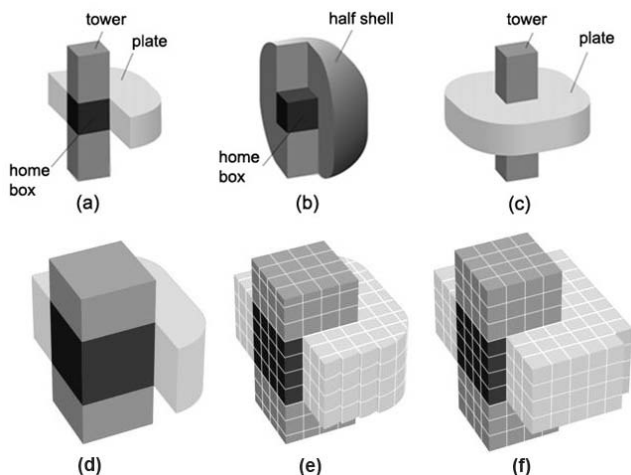 tower
plate
home
box
(a)
half shell
home
box
(b)
tower
plate
(c)
(d)
(e)
(f)